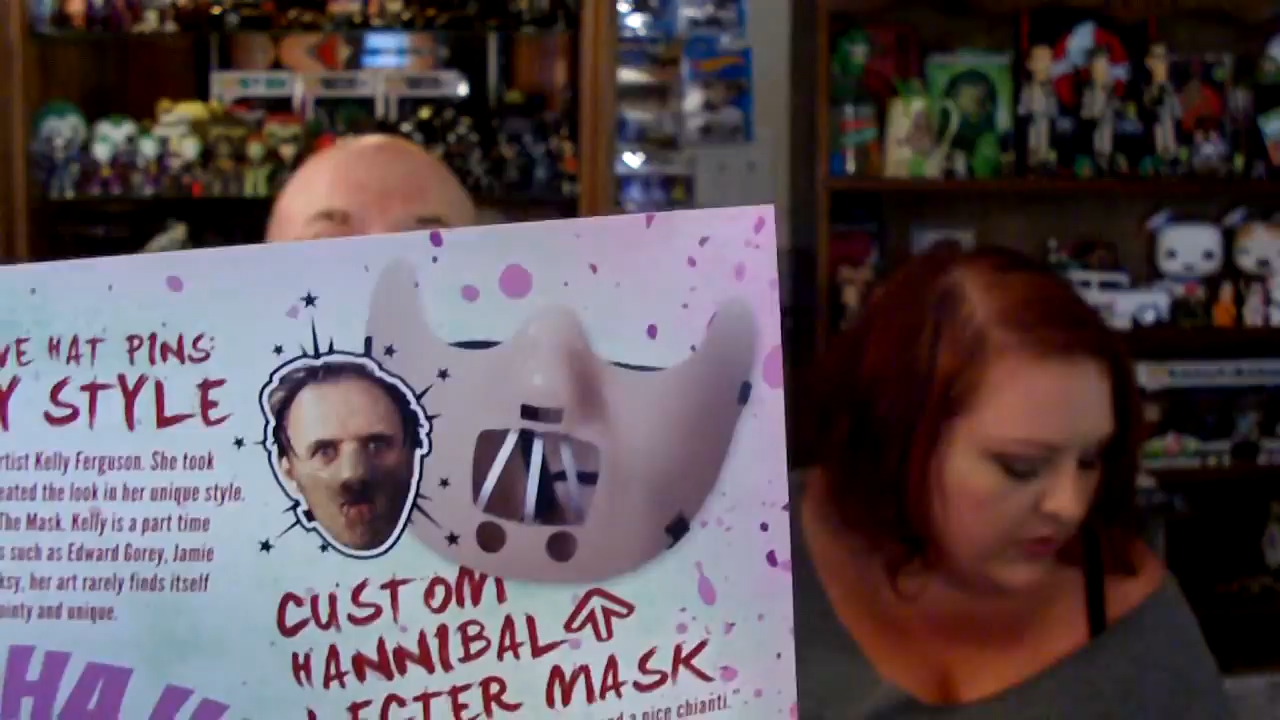 VE HAT PINS:
Y STYLE
rtist Kelly Ferguson. She took
eated the look in her unique style.
The Mask. Kelly is a part time
s such as Edward Gorey, Jamie
ksy, her art rarely finds itself
ointy and unique.
HA
CUSTOM
HANNIBAL
LECTER MASK
d a nice chianti."